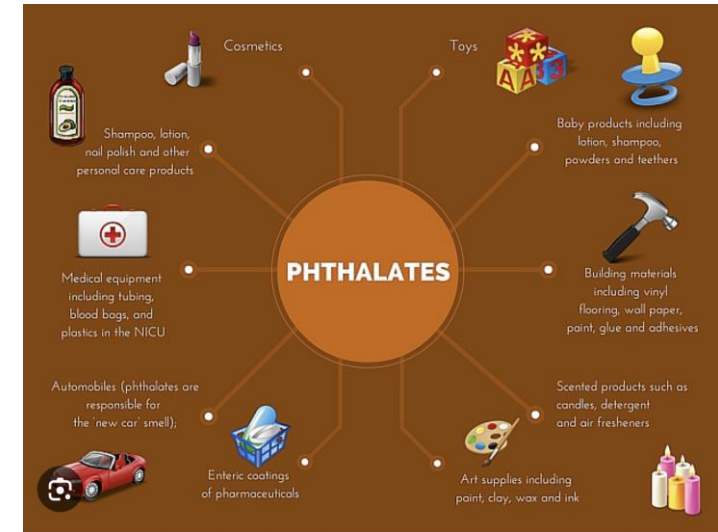 Cosmetics
Toys
Shampoo, lotion,
nail polish and other
personal care products
Baby products including
lotion, shampoo,
powders and teethers
PHTHALATES
Medical equipment
including tubing,
blood bags, and
plastics in the NICU
Building materials
including vinyl
flooring, wall paper,
paint, glue and adhesives
Automobiles (phthalates are
responsible for
the 'new car' smell);
Scented products such as
candles, detergent
and air fresheners
Enteric coatings
of pharmaceuticals
Art supplies including
paint, clay, wax and ink